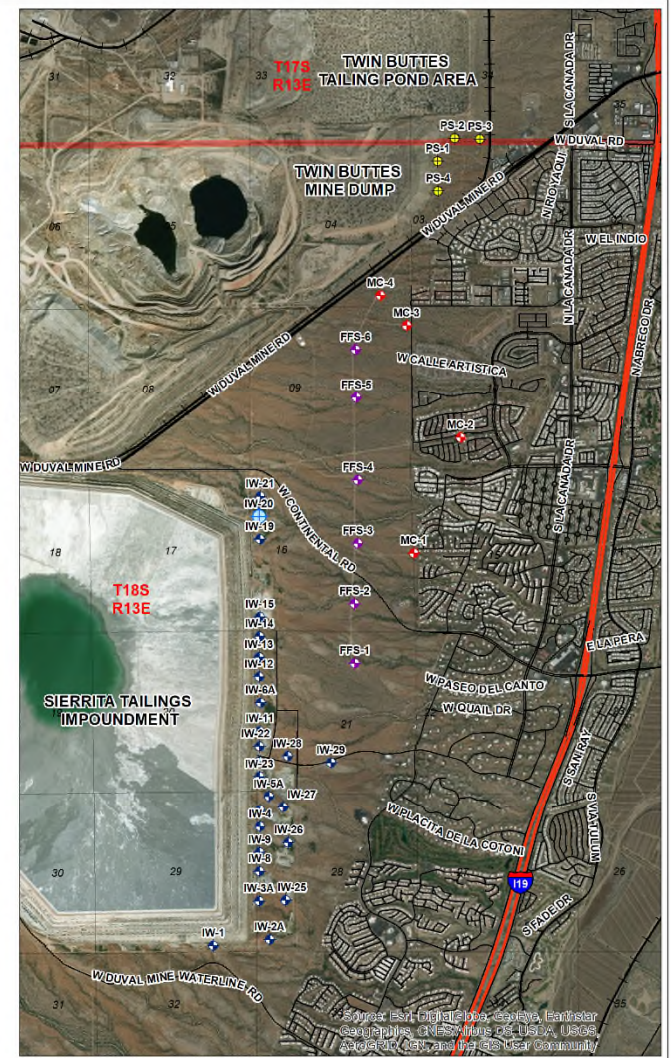 31
32
33
T17S
R13E
TWIN BUTTES
TAILING POND AREA
34
35
S LA CANADA DR
PS-2
PS-3
PS-1
PS-4
W DUVAL RD
TWIN BUTTES
MINE DUMP
N RIO YAQUI
06
05
04
03
W DUVAL MINE RD
W EL INDIO
N LA CANADA DR
N ABREGO DR
MC-4
MC-3
FFS-6
W CALLE ARTISTICA
W DUVAL MINE RD
07
08
09
FFS-5
MC-2
S LA CANADA DR
W DUVAL MINE RD
FFS-4
IW-21
IW-20
IW-19
W CONTINENTAL RD
18
17
16
FFS-3
MC-1
T18S
R13E
FFS-2
IW-15
IW-14
IW-13
IW-12
FFS-1
E LA PERA
W PASEO DEL CANTO
IW-6A
W QUAIL DR
SIERRITA TAILINGS
IMPOUNDMENT
IW-11
21
IW-22
IW-28
IW-29
S SAN RAY
IW-23
IW-5A
IW-27
S VIA TULUM
IW-4
W PLACITA DE LA COTONI
IW-26
IW-9
IW-8
30
29
28
26
I19
IW-3A
IW-25
S FADE DR
IW-1
IW-2A
W DUVAL MINE WATERLINE RD
31
32
35
Source: Esri, DigitalGlobe, GeoEye, Earthstar
Geographics, CNES/Airbus DS, USDA, USGS,
AeroGRID, IGN, and the GIS User Community